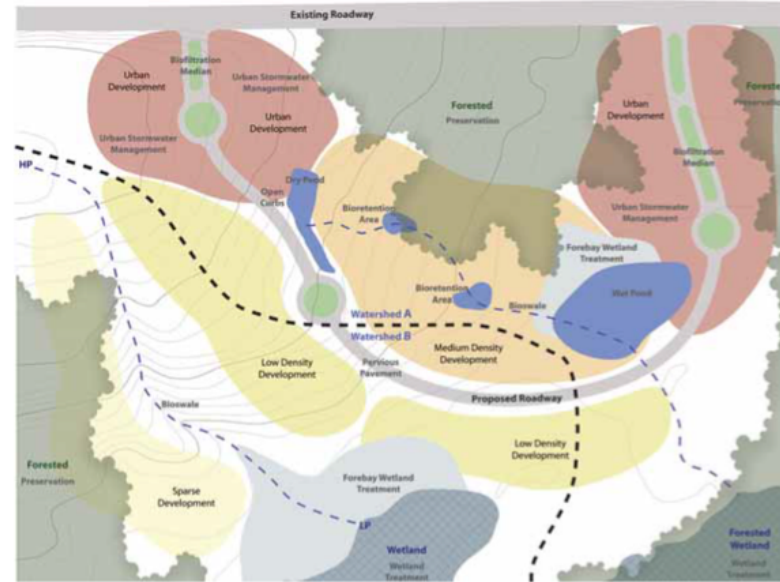 Existing Roadway
Biofiltration
Median
Urban
Development
Urban Stormwater
Management
Urban
Development
Urban Stormwater
Management
Forested
Preservation
Urban
Development
Forested
Preservation
Biofiltration
Median
HP
Open
Curbs
Dry Pond
Bioretention
Area
Urban Stormwater
Management
Forebay Wetland
Treatment
Bioretention
Area
Bioswale
Wet Pond
Watershed A
Watershed B
Low Density
Development
Pervious
Pavement
Medium Density
Development
Proposed Roadway
Bioswale
Low Density
Development
Forested
Preservation
Sparse
Development
Forebay Wetland
Treatment
LP
Wetland
Wetland
Treatment
Forested
Wetland
Wetland
Treatment